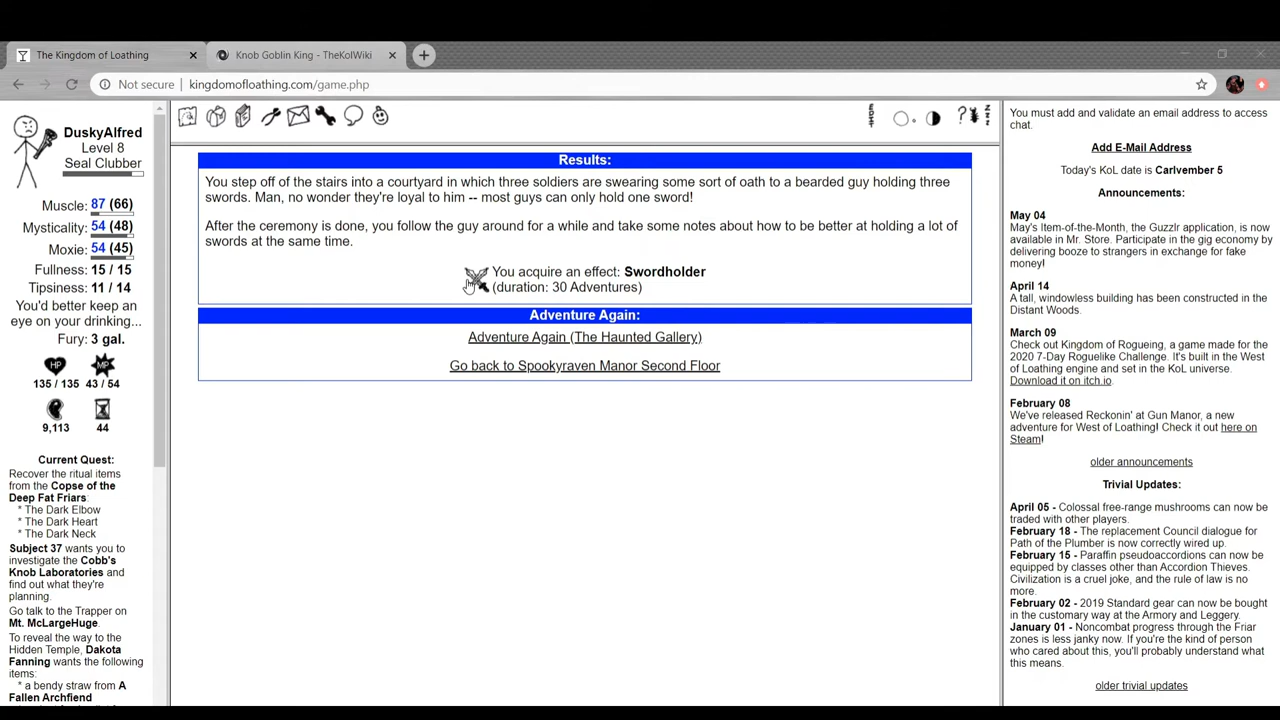 The Kingdom of Loathing
Knob Goblin King - TheKolWiki
Not secure | kingdomofloathing.com/game.php
DuskyAlfred
Level 8
Seal Clubber
Muscle: 87 (66)
Mysticality: 54 (48)
Moxie: 54 (45)
Fullness: 15 / 15
Tipsiness: 11 / 14
You'd better keep an
eye on your drinking...
Fury: 3 gal.
HP MP
135 / 135 43 / 54
9,113 44
Current Quest:
Recover the ritual items
from the Copse of the
Deep Fat Friars:
* The Dark Elbow
* The Dark Heart
* The Dark Neck
Subject 37 wants you to
investigate the Cobb's
Knob Laboratories and
find out what they're
planning.
Go talk to the Trapper on
Mt. McLargeHuge.
To reveal the way to the
Hidden Temple, Dakota
Fanning wants the following
items:
* a bendy straw from A
Fallen Archfiend
Results:
You step off of the stairs into a courtyard in which three soldiers are swearing some sort of oath to a bearded guy holding three
swords. Man, no wonder they're loyal to him -- most guys can only hold one sword!
After the ceremony is done, you follow the guy around for a while and take some notes about how to be better at holding a lot of
swords at the same time.
You acquire an effect: Swordholder
(duration: 30 Adventures)
Adventure Again:
Adventure Again (The Haunted Gallery)
Go back to Spookyraven Manor Second Floor
You must add and validate an email address to access
chat.
Add E-Mail Address
Today's KoL date is Carlvember 5
Announcements:
May 04
May's Item-of-the-Month, the Guzzlr application, is now
available in Mr. Store. Participate in the gig economy by
delivering booze to strangers in exchange for fake
money!
April 14
A tall, windowless building has been constructed in the
Distant Woods.
March 09
Check out Kingdom of Rogueing, a game made for the
2020 7-Day Roguelike Challenge. It's built in the West
of Loathing engine and set in the KoL universe.
Download it on itch.io.
February 08
We've released Reckonin' at Gun Manor, a new
adventure for West of Loathing! Check it out here on
Steam!
older announcements
Trivial Updates:
April 05 - Colossal free-range mushrooms can now be
traded with other players.
February 18 - The replacement Council dialogue for
Path of the Plumber is now correctly wired up.
February 15 - Paraffin pseudoaccordions can now be
equipped by classes other than Accordion Thieves.
Civilization is a cruel joke, and the rule of law is no
more.
February 02 - 2019 Standard gear can now be bought
in the customary way at the Armory and Leggery.
January 01 - Noncombat progress through the Friar
zones is less janky now. If you're the kind of person
who cared about this, you'll probably understand what
this means.
older trivial updates